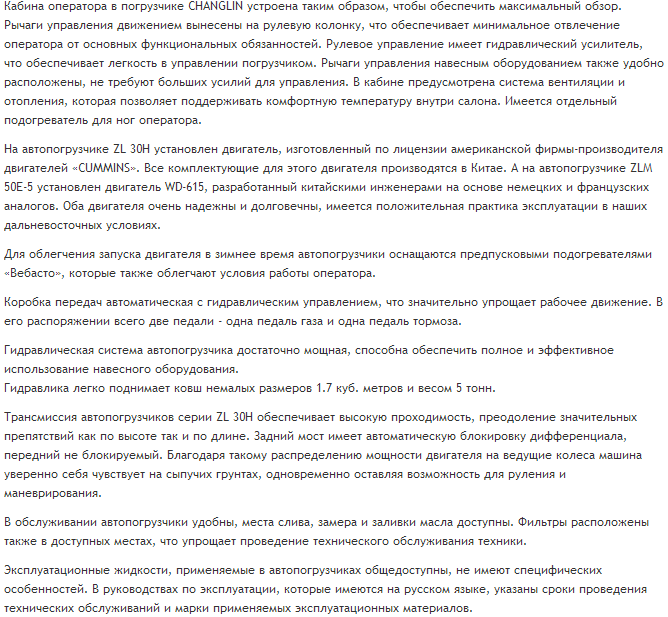 Кабина оператора в погрузчике CHANGLIN устроена таким образом, чтобы обеспечить максимальный обзор.
Рычаги управления движением вынесены на рулевую колонку, что обеспечивает минимальное отвлечение
оператора от основных функциональных обязанностей. Рулевое управление имеет гидравлический усилитель,
что обеспечивает легкость в управлении погрузчиком. Рычаги управления навесным оборудованием также удобно
расположены, не требуют больших усилий для управления. В кабине предусмотрена система вентиляции и
отопления, которая позволяет поддерживать комфортную температуру внутри салона. Имеется отдельный
подогреватель для ног оператора.
На автопогрузчике ZL 30H установлен двигатель, изготовленный по лицензии американской фирмы-производителя
двигателей «CUMMINS». Все комплектующие для этого двигателя производятся в Китае. А на автопогрузчике ZLM
50E-5 установлен двигатель WD-615, разработанный китайскими инженерами на основе немецких и французских
аналогов. Оба двигателя очень надежны и долговечны, имеется положительная практика эксплуатации в наших
дальневосточных условиях.
Для облегчения запуска двигателя в зимнее время автопогрузчики оснащаются предпусковыми подогревателями
«Вебасто», которые также облегчают условия работы оператора.
Коробка передач автоматическая с гидравлическим управлением, что значительно упрощает рабочее движение. В
его распоряжении всего две педали - одна педаль газа и одна педаль тормоза.
Гидравлическая система автопогрузчика достаточно мощная, способна обеспечить полное и эффективное
использование навесного оборудования.
Гидравлика легко поднимает ковш немалых размеров 1.7 куб. метров и весом 5 тонн.
Трансмиссия автопогрузчиков серии ZL 30H обеспечивает высокую проходимость, преодоление значительных
препятствий как по высоте так и по длине. Задний мост имеет автоматическую блокировку дифференциала,
передний не блокируемый. Благодаря такому распределению мощности двигателя на ведущие колеса машина
уверенно себя чувствует на сыпучих грунтах, одновременно оставляя возможность для руления и
маневрирования.
В обслуживании автопогрузчики удобны, места слива, замера и заливки масла доступны. Фильтры расположены
также в доступных местах, что упрощает проведение технического обслуживания техники.
Эксплуатационные жидкости, применяемые в автопогрузчиках общедоступны, не имеют специфических
особенностей. В руководствах по эксплуатации, которые имеются на русском языке, указаны сроки проведения
технических обслуживаний и марки применяемых эксплуатационных материалов.